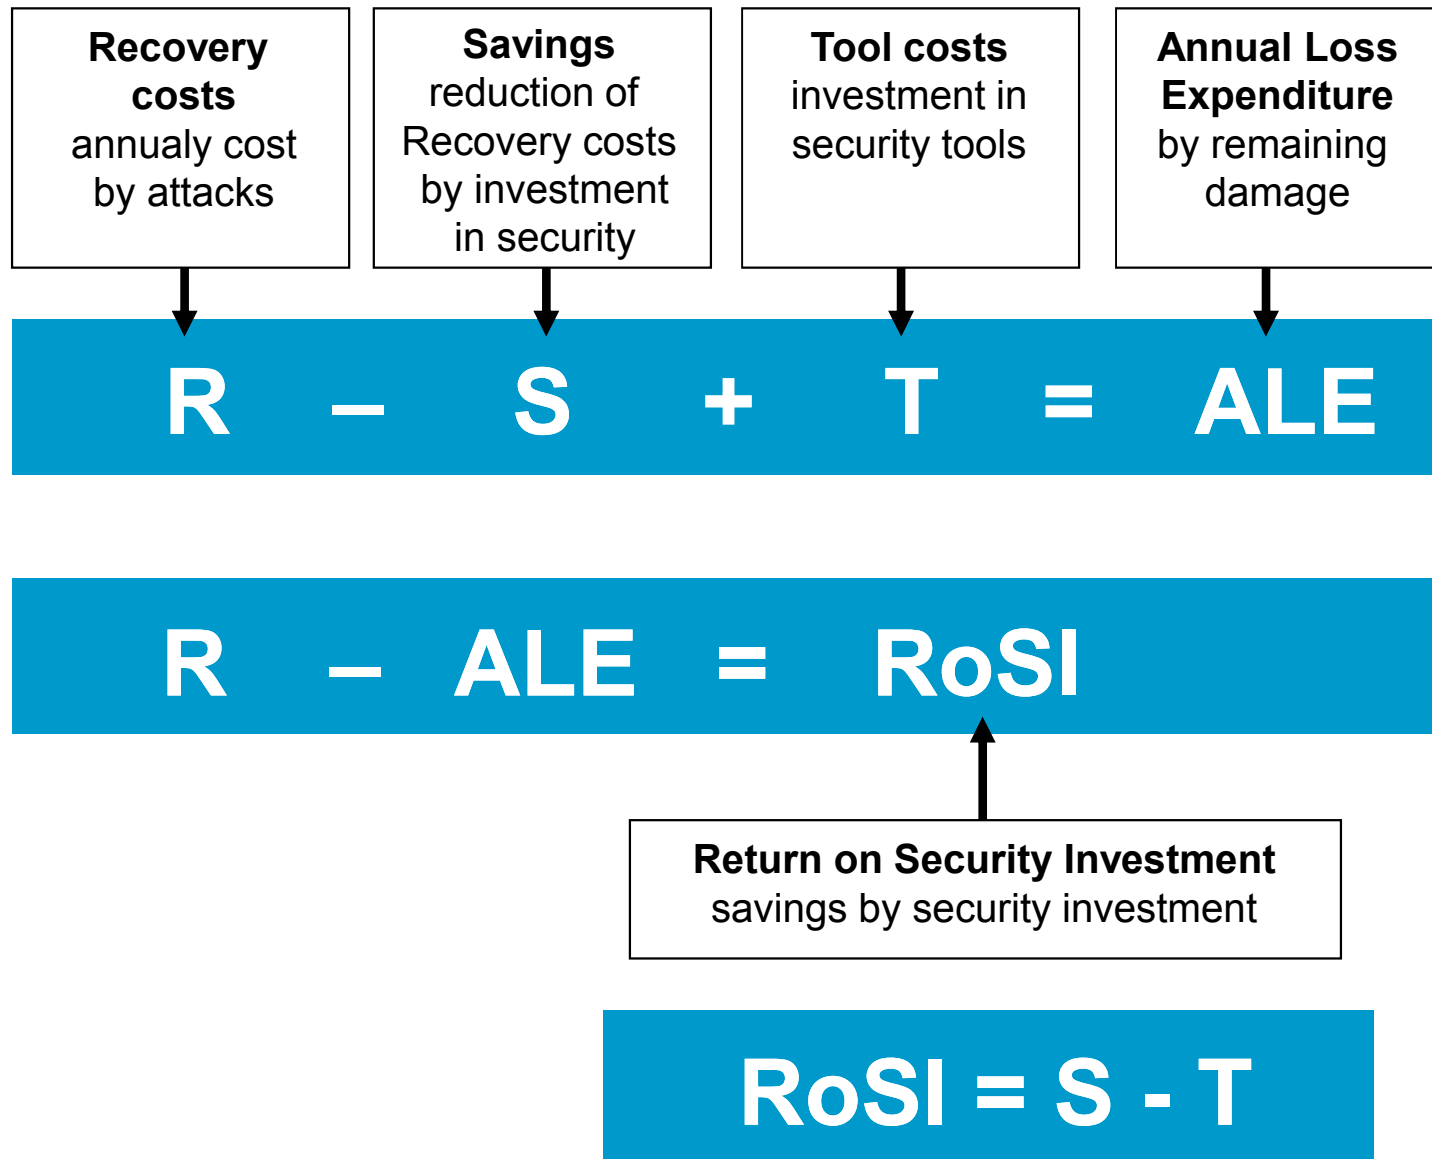 Recovery
costs
annualy cost
by attacks
Savings
reduction of
Recovery costs
by investment
in security
Tool costs
investment in
security tools
Annual Loss
Expenditure
by remaining
damage
R – S + T = ALE
R – ALE = RoSI
Return on Security Investment
savings by security investment
RoSI = S - T